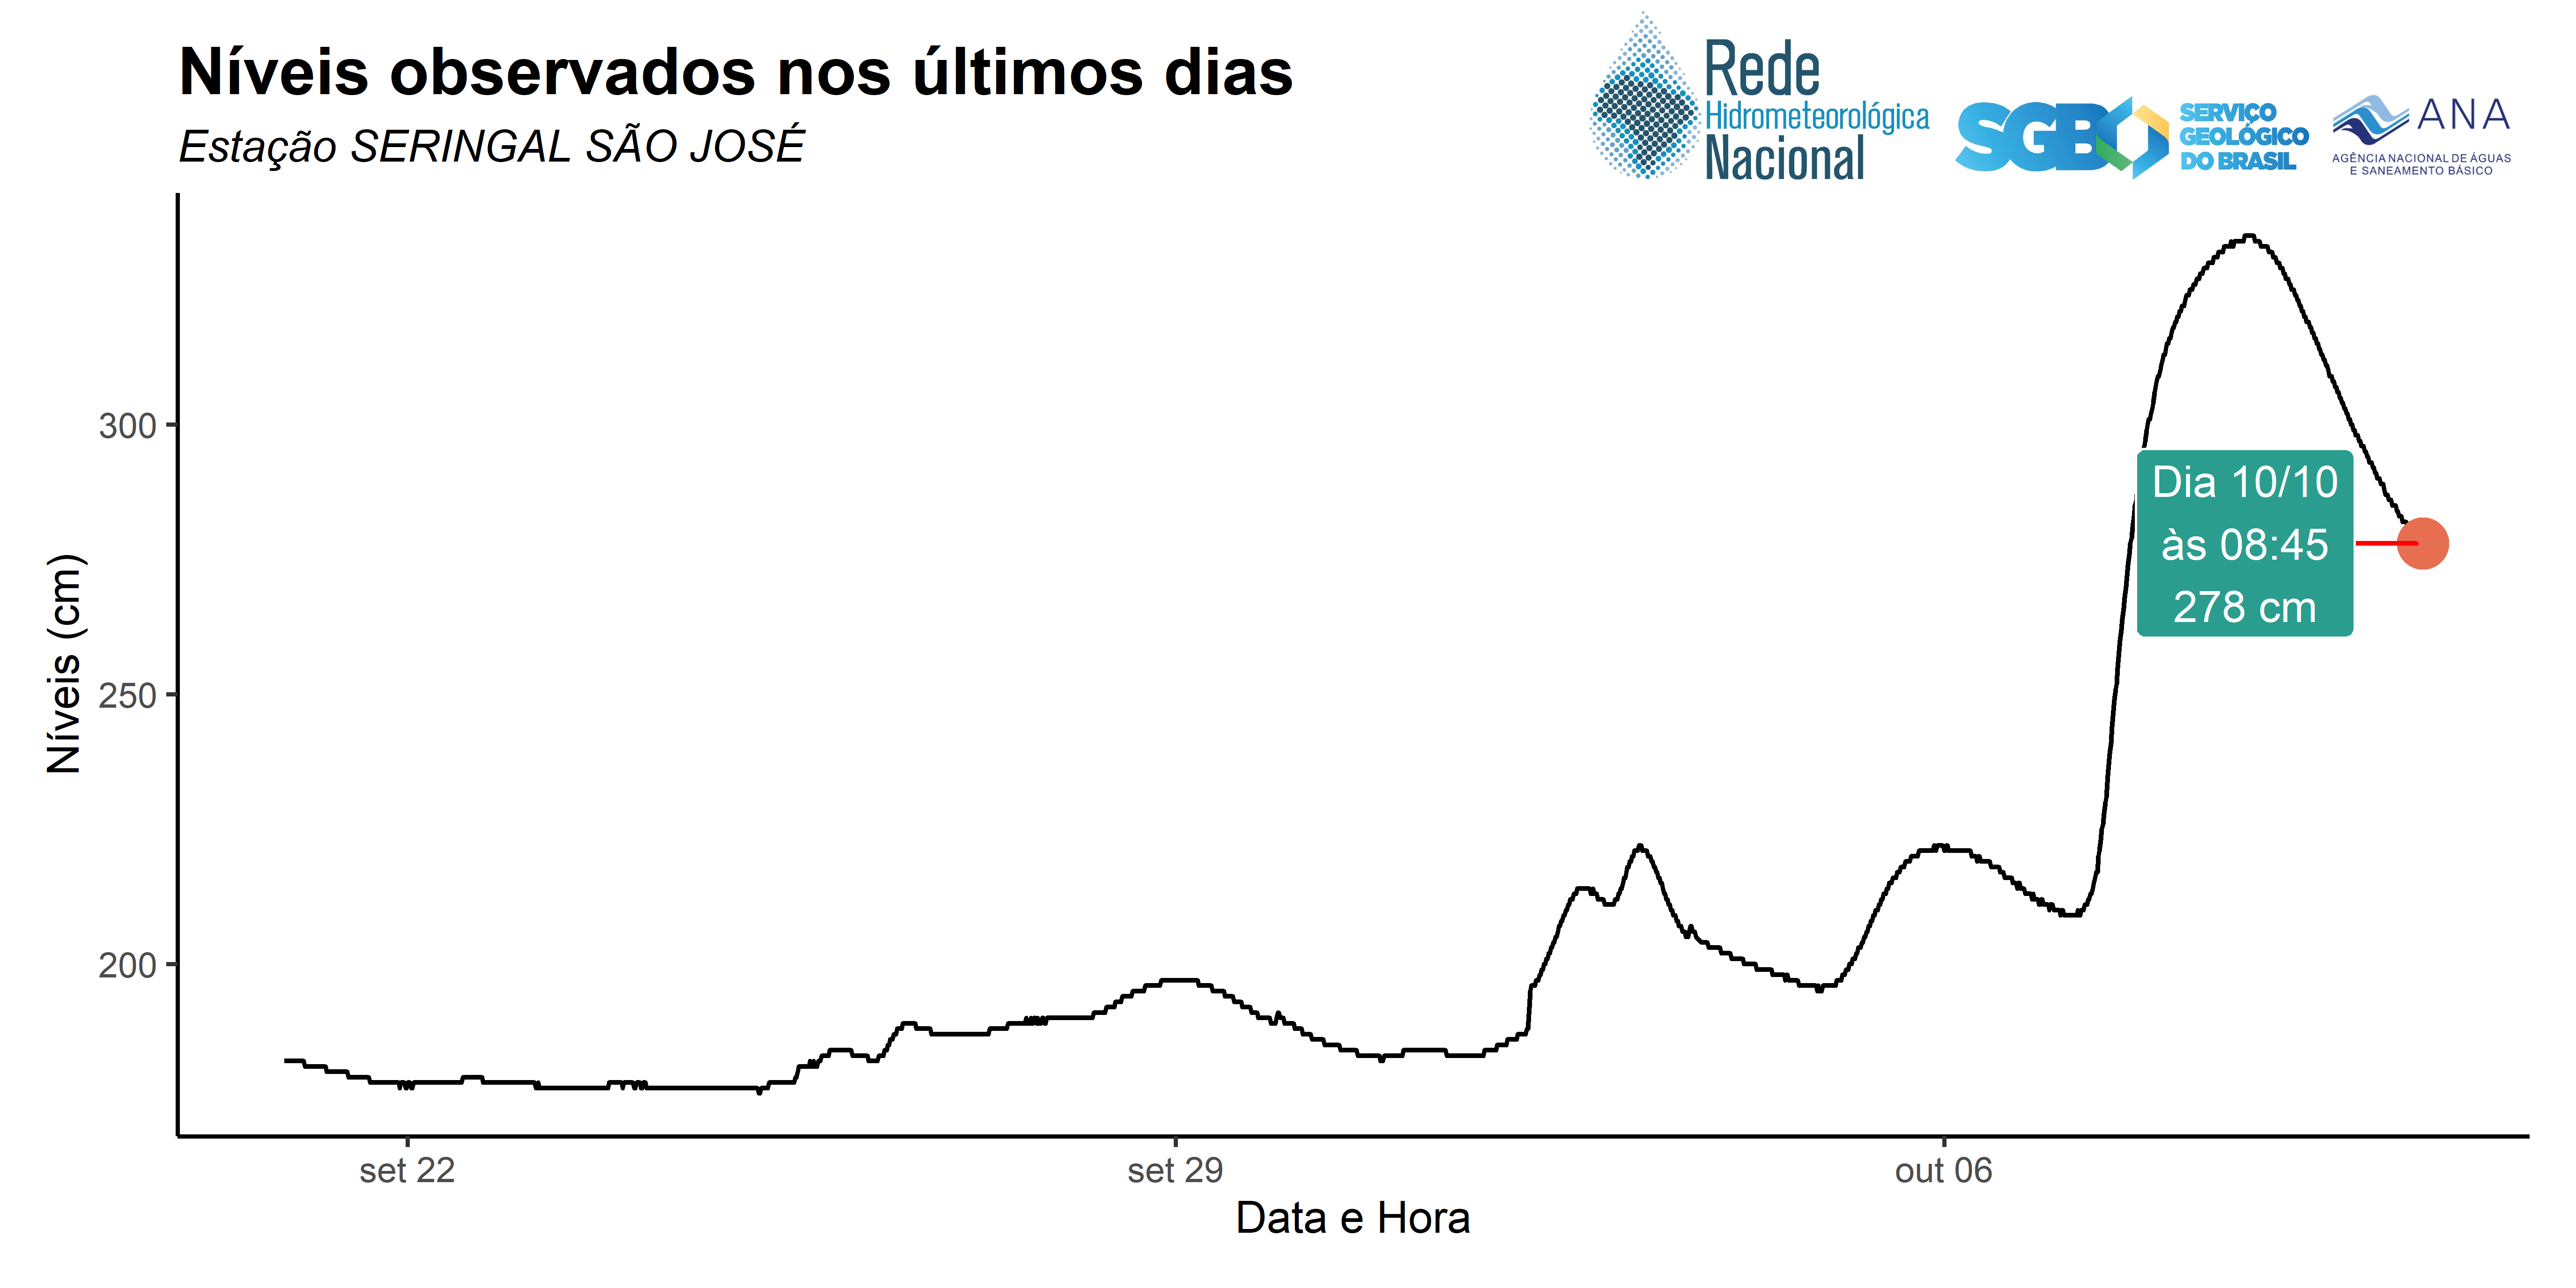 Níveis observados nos últimos dias
Estação SERINGAL SÃO JOSÉ
Rede
Hidrometeorológica
Nacional
SGB
SERVIÇO
GEOLÓGICO
DO BRASIL
ANA
AGÊNCIA NACIONAL DE ÁGUAS
E SANEAMENTO BÁSICO
Níveis (cm)
300
250
200
Dia 10/10
às 08:45
278 cm
set 22
set 29
out 06
Data e Hora